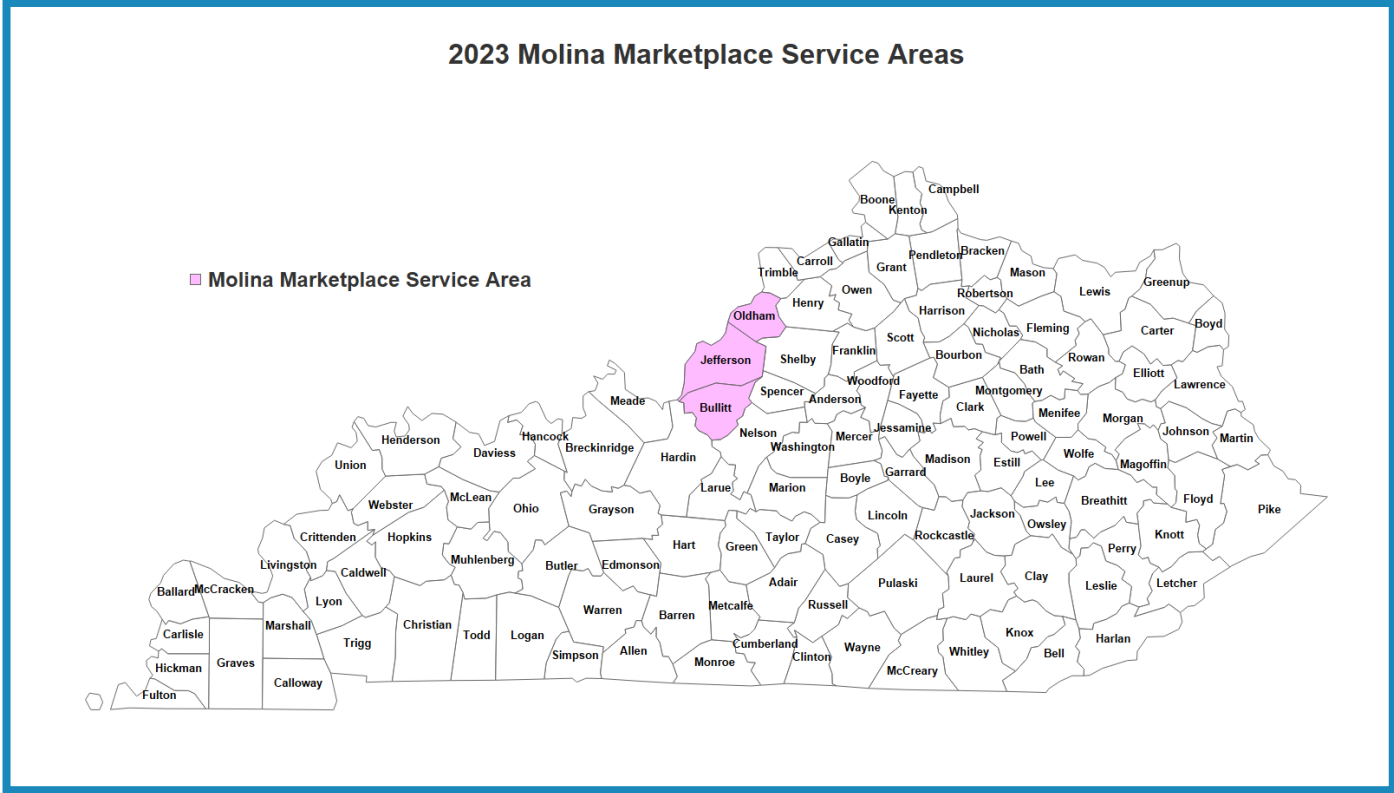 2023 Molina Marketplace Service Areas
Molina Marketplace Service Area
Campbell
Boone
Kenton
Gallatin
Bracken
Pendleton
Carroll
Grant
Trimble
Mason
Greenup
Owen
Robertson
Lewis
Henry
Harrison
Oldham
Boyd
Fleming
Carter
Nicholas
Scott
Franklin
Bourbon
Rowan
Jefferson
Shelby
Bath
Elliott
Woodford
Lawrence
Spencer
Montgomery
Fayette
Anderson
Meade
Clark
Bullitt
Menifee
Morgan
Jessamine
Johnson
Nelson
Henderson
Hancock
Mercer
Powell
Martin
Washington
Breckinridge
Daviess
Wolfe
Hardin
Madison
Estill
Magoffin
Union
Garrard
Boyle
Lee
Larue
Marion
McLean
Floyd
Breathitt
Webster
Ohio
Grayson
Pike
Jackson
Lincoln
Owsley
Rockcastle
Knott
Crittenden
Hopkins
Taylor
Casey
Hart
Green
Perry
Muhlenberg
Livingston
Butler
Edmonson
Caldwell
Laurel
Clay
Adair
Pulaski
Letcher
Leslie
McCracken
Ballard
Lyon
Russell
Metcalfe
Warren
Barren
Marshall
Christian
Knox
Carlisle
Todd
Logan
Harlan
Trigg
Cumberland
Wayne
Allen
Whitley
Bell
Simpson
Clinton
Graves
Monroe
Hickman
McCreary
Calloway
Fulton